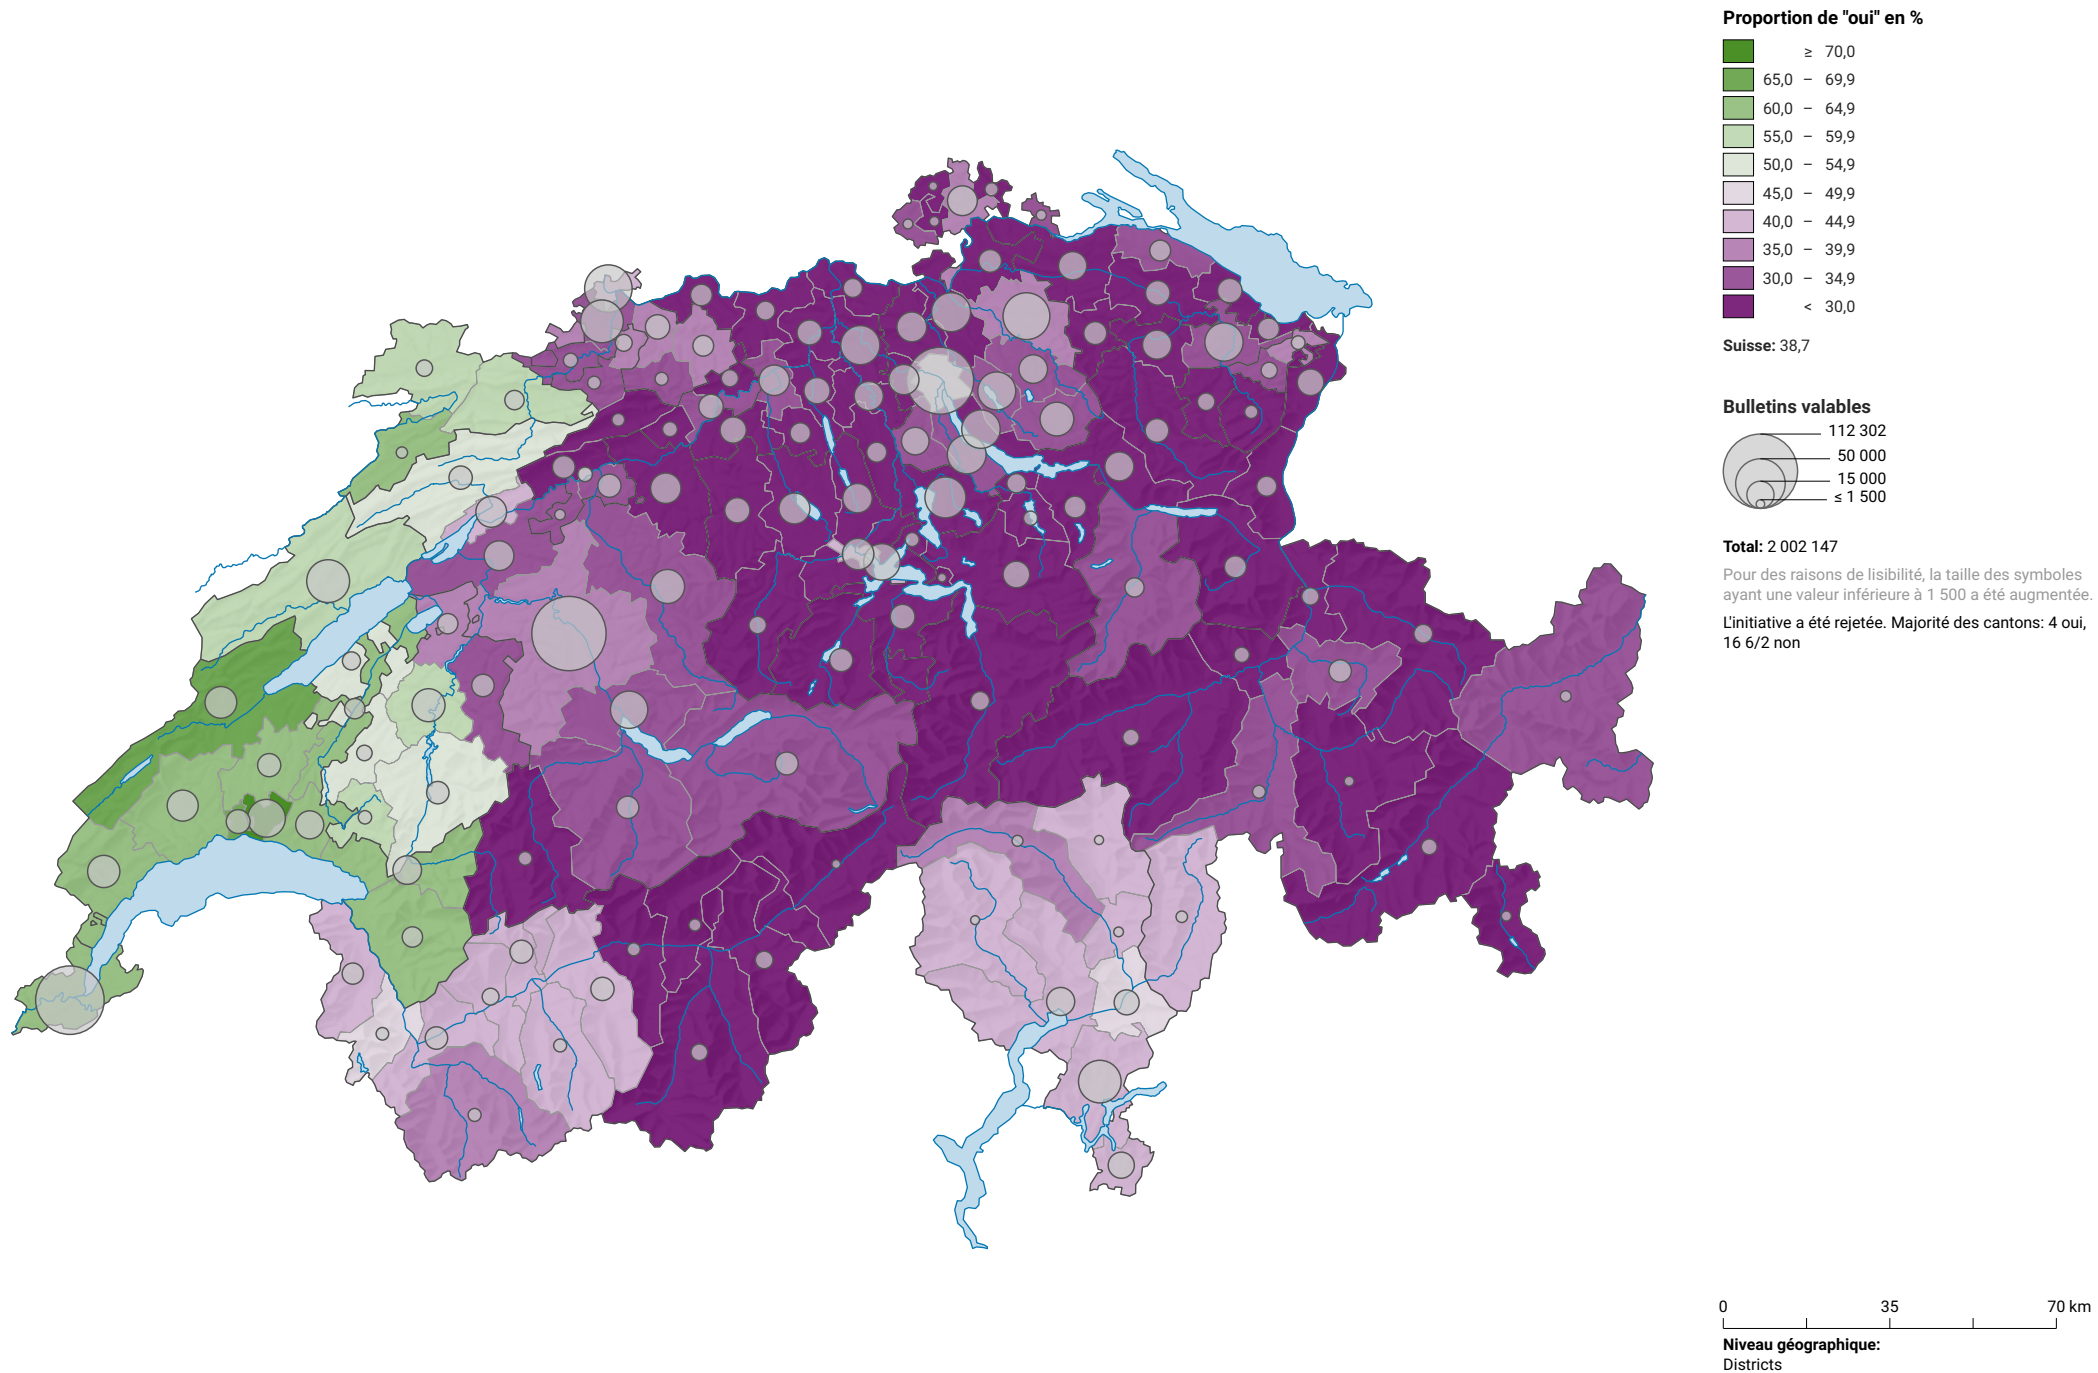 Proportion de "oui" en %
≥ 70,0
65,0 – 69,9
60,0 – 64,9
55,0 – 59,9
50,0 – 54,9
45,0 – 49,9
40,0 – 44,9
35,0 – 39,9
30,0 – 34,9
< 30,0
Suisse: 38,7
Bulletins valables
112 302
50 000
15 000
≤ 1 500
Total: 2 002 147
Pour des raisons de lisibilité, la taille des symboles
ayant une valeur inférieure à 1 500 a été augmentée.
L'initiative a été rejetée. Majorité des cantons: 4 oui,
16 6/2 non
0 35 70 km
Niveau géographique:
Districts